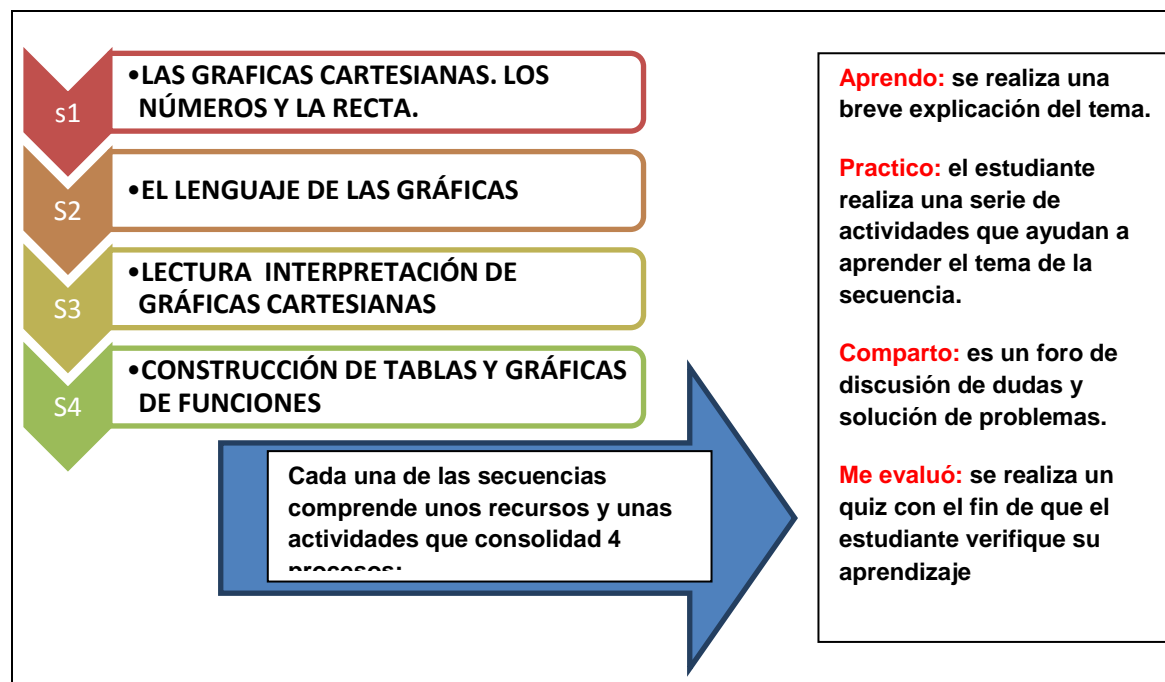 s1
•LAS GRAFICAS CARTESIANAS. LOS
NÚMEROS Y LA RECTA.
S2
•EL LENGUAJE DE LAS GRÁFICAS
S3
•LECTURA INTERPRETACIÓN DE
GRÁFICAS CARTESIANAS
S4
•CONSTRUCCIÓN DE TABLAS Y GRÁFICAS
DE FUNCIONES
Cada una de las secuencias
comprende unos recursos y unas
actividades que consolidad 4
procesos:
Aprendo: se realiza una
breve explicación del tema.
Practico: el estudiante
realiza una serie de
actividades que ayudan a
aprender el tema de la
secuencia.
Comparto: es un foro de
discusión de dudas y
solución de problemas.
Me evaluó: se realiza un
quiz con el fin de que el
estudiante verifique su
aprendizaje